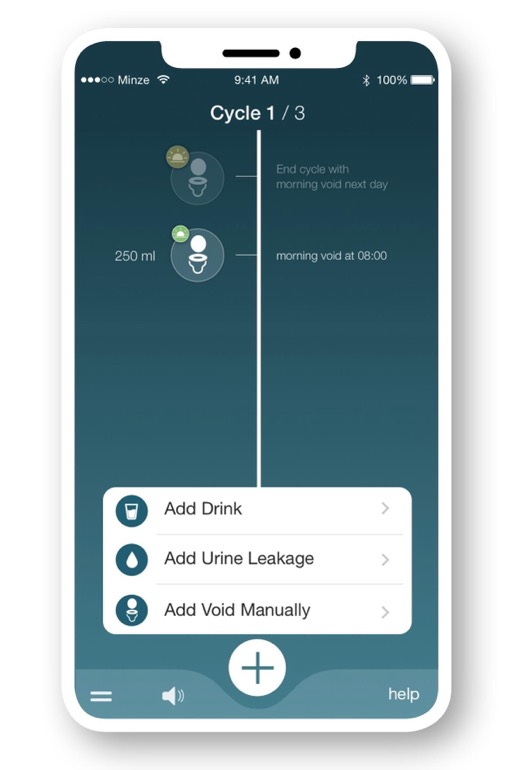 Minze
9:41 AM
100%
Cycle 1 / 3
End cycle with
morning void next day
250 ml
morning void at 08:00
Add Drink
Add Urine Leakage
Add Void Manually
help